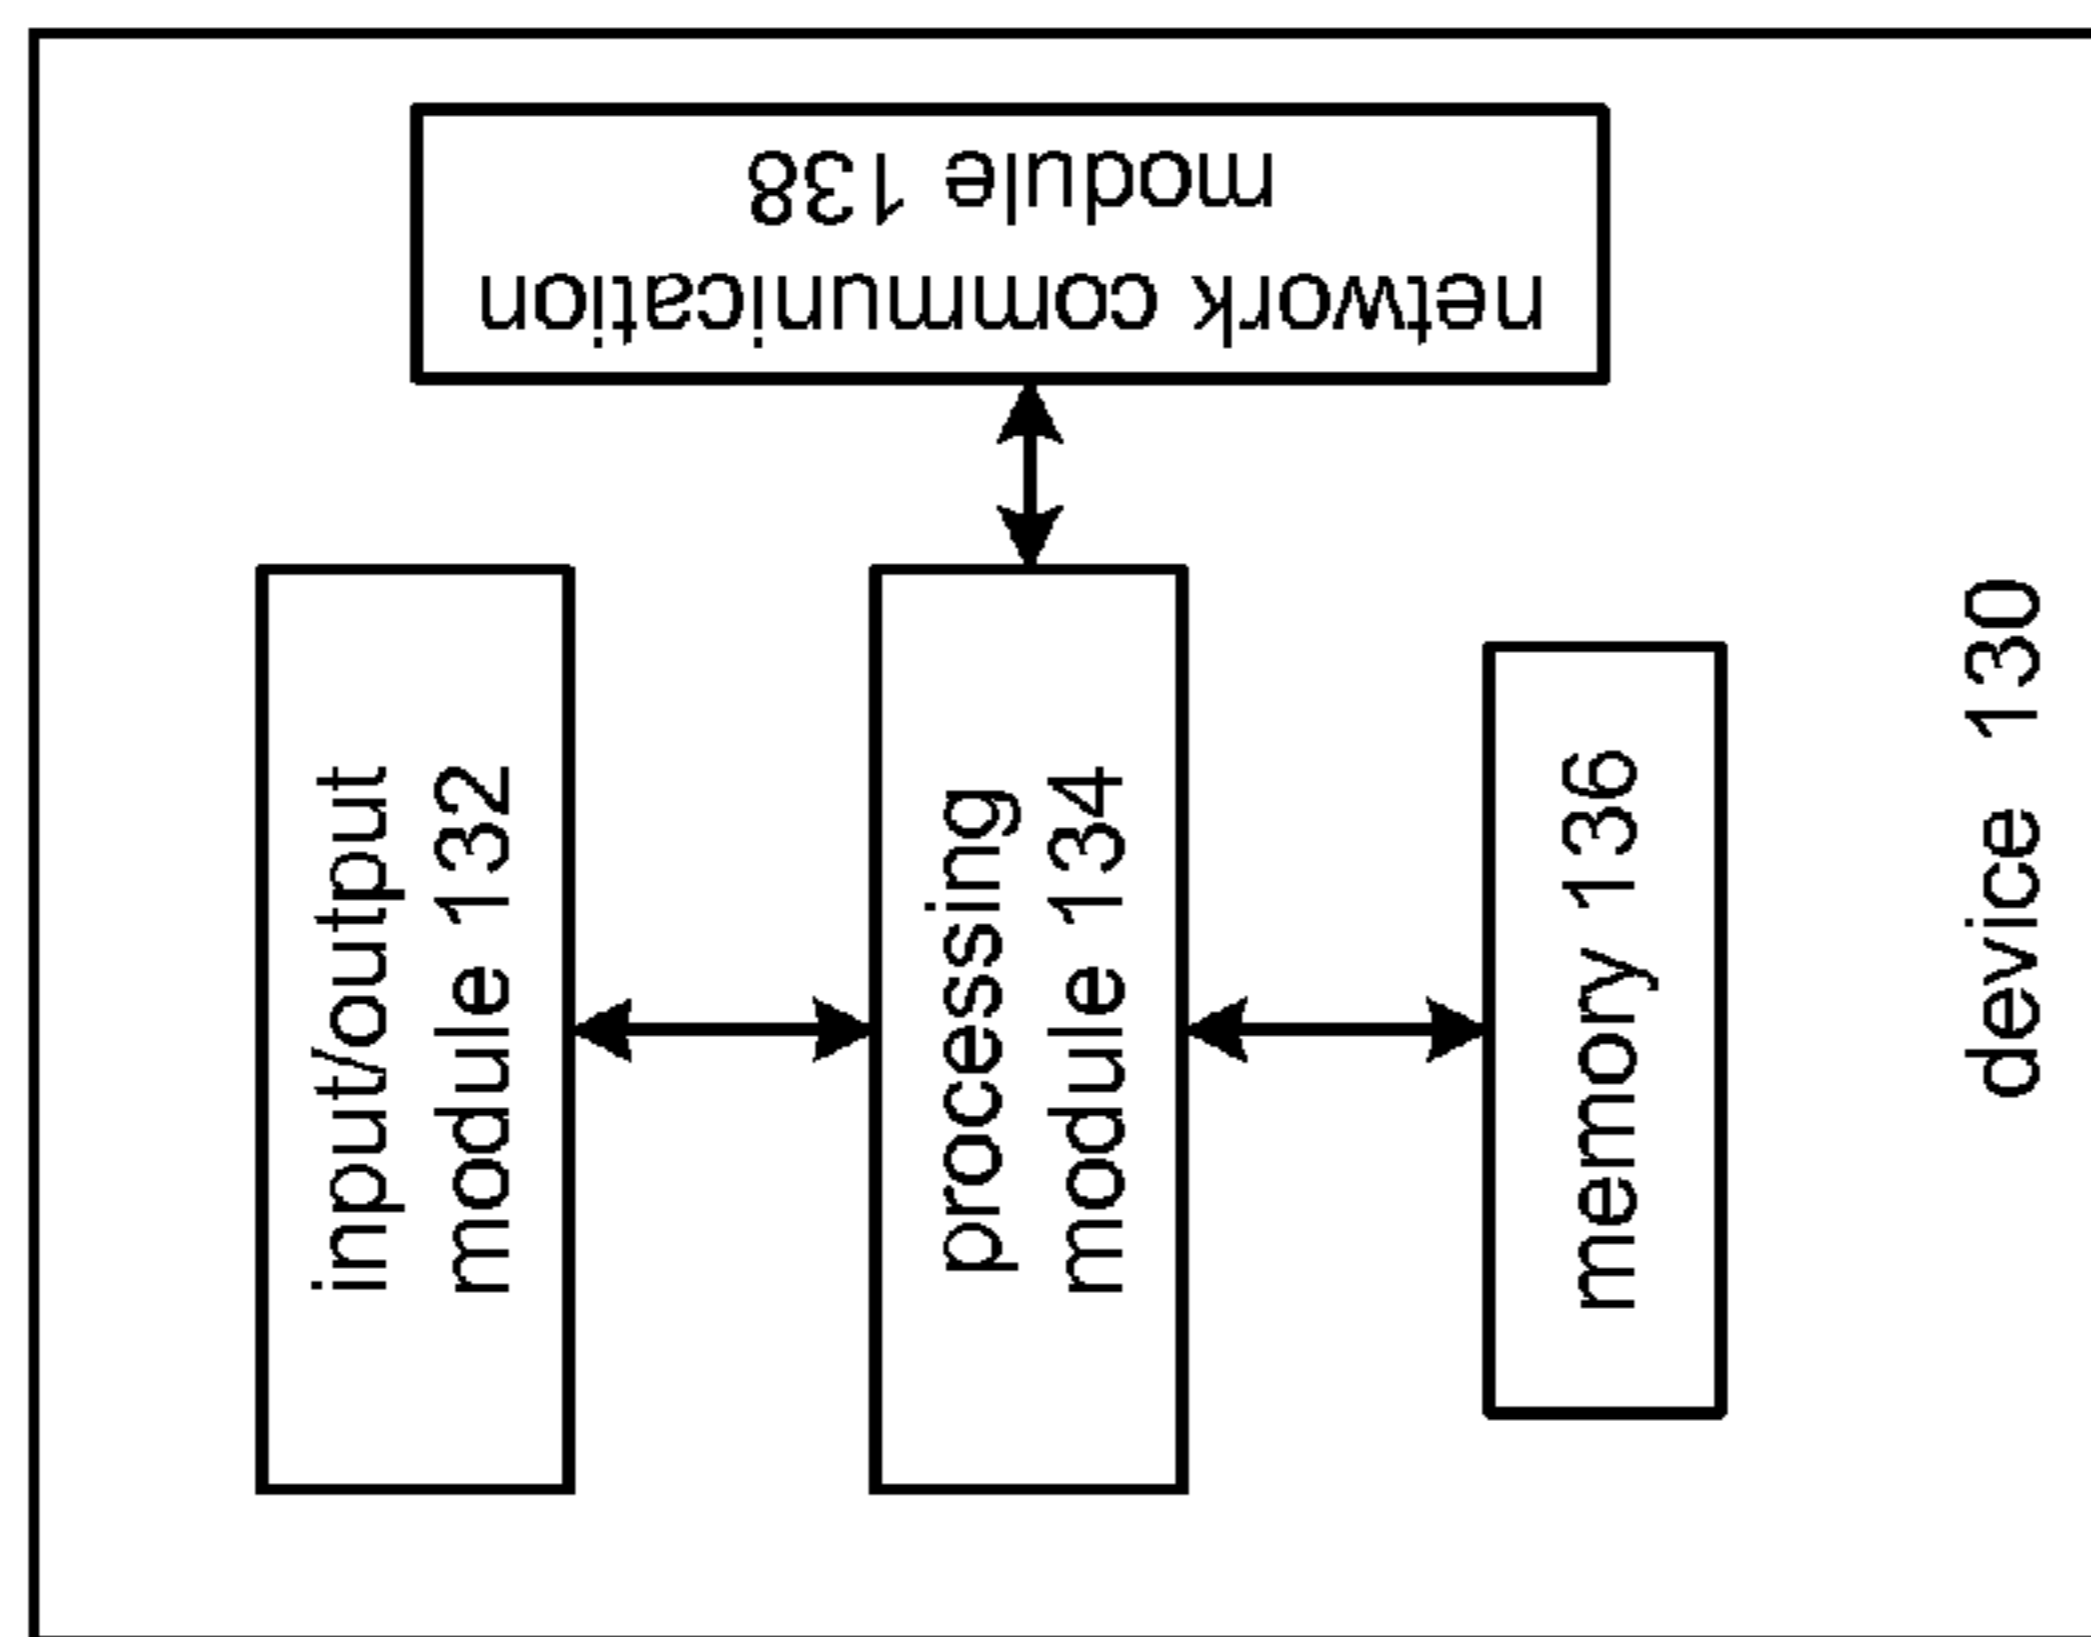 network communication
module 138
input/output
module 132
processing
module 134
memory 136
device 130